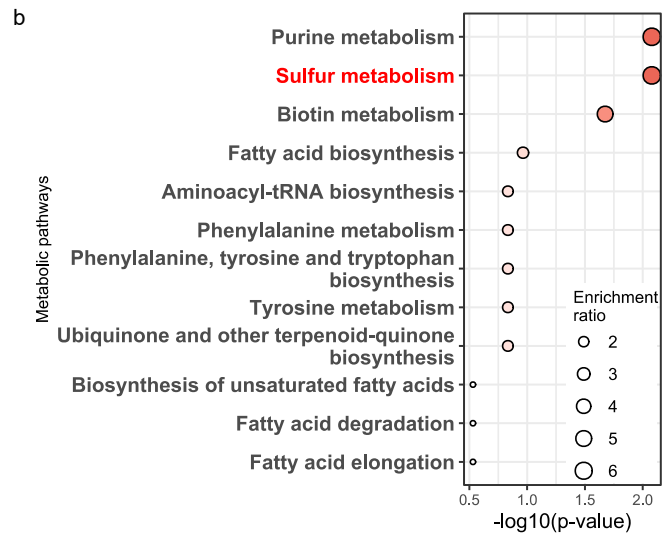 b
Metabolic pathways
Purine metabolism
Sulfur metabolism
Biotin metabolism
Fatty acid biosynthesis
Aminoacyl-tRNA biosynthesis
Phenylalanine metabolism
Phenylalanine, tyrosine and tryptophan
biosynthesis
Tyrosine metabolism
Ubiquinone and other terpenoid-quinone
biosynthesis
Biosynthesis of unsaturated fatty acids
Fatty acid degradation
Fatty acid elongation
Enrichment
ratio
2
3
4
5
6
0.5 1.0 1.5 2.0
-log10(p-value)